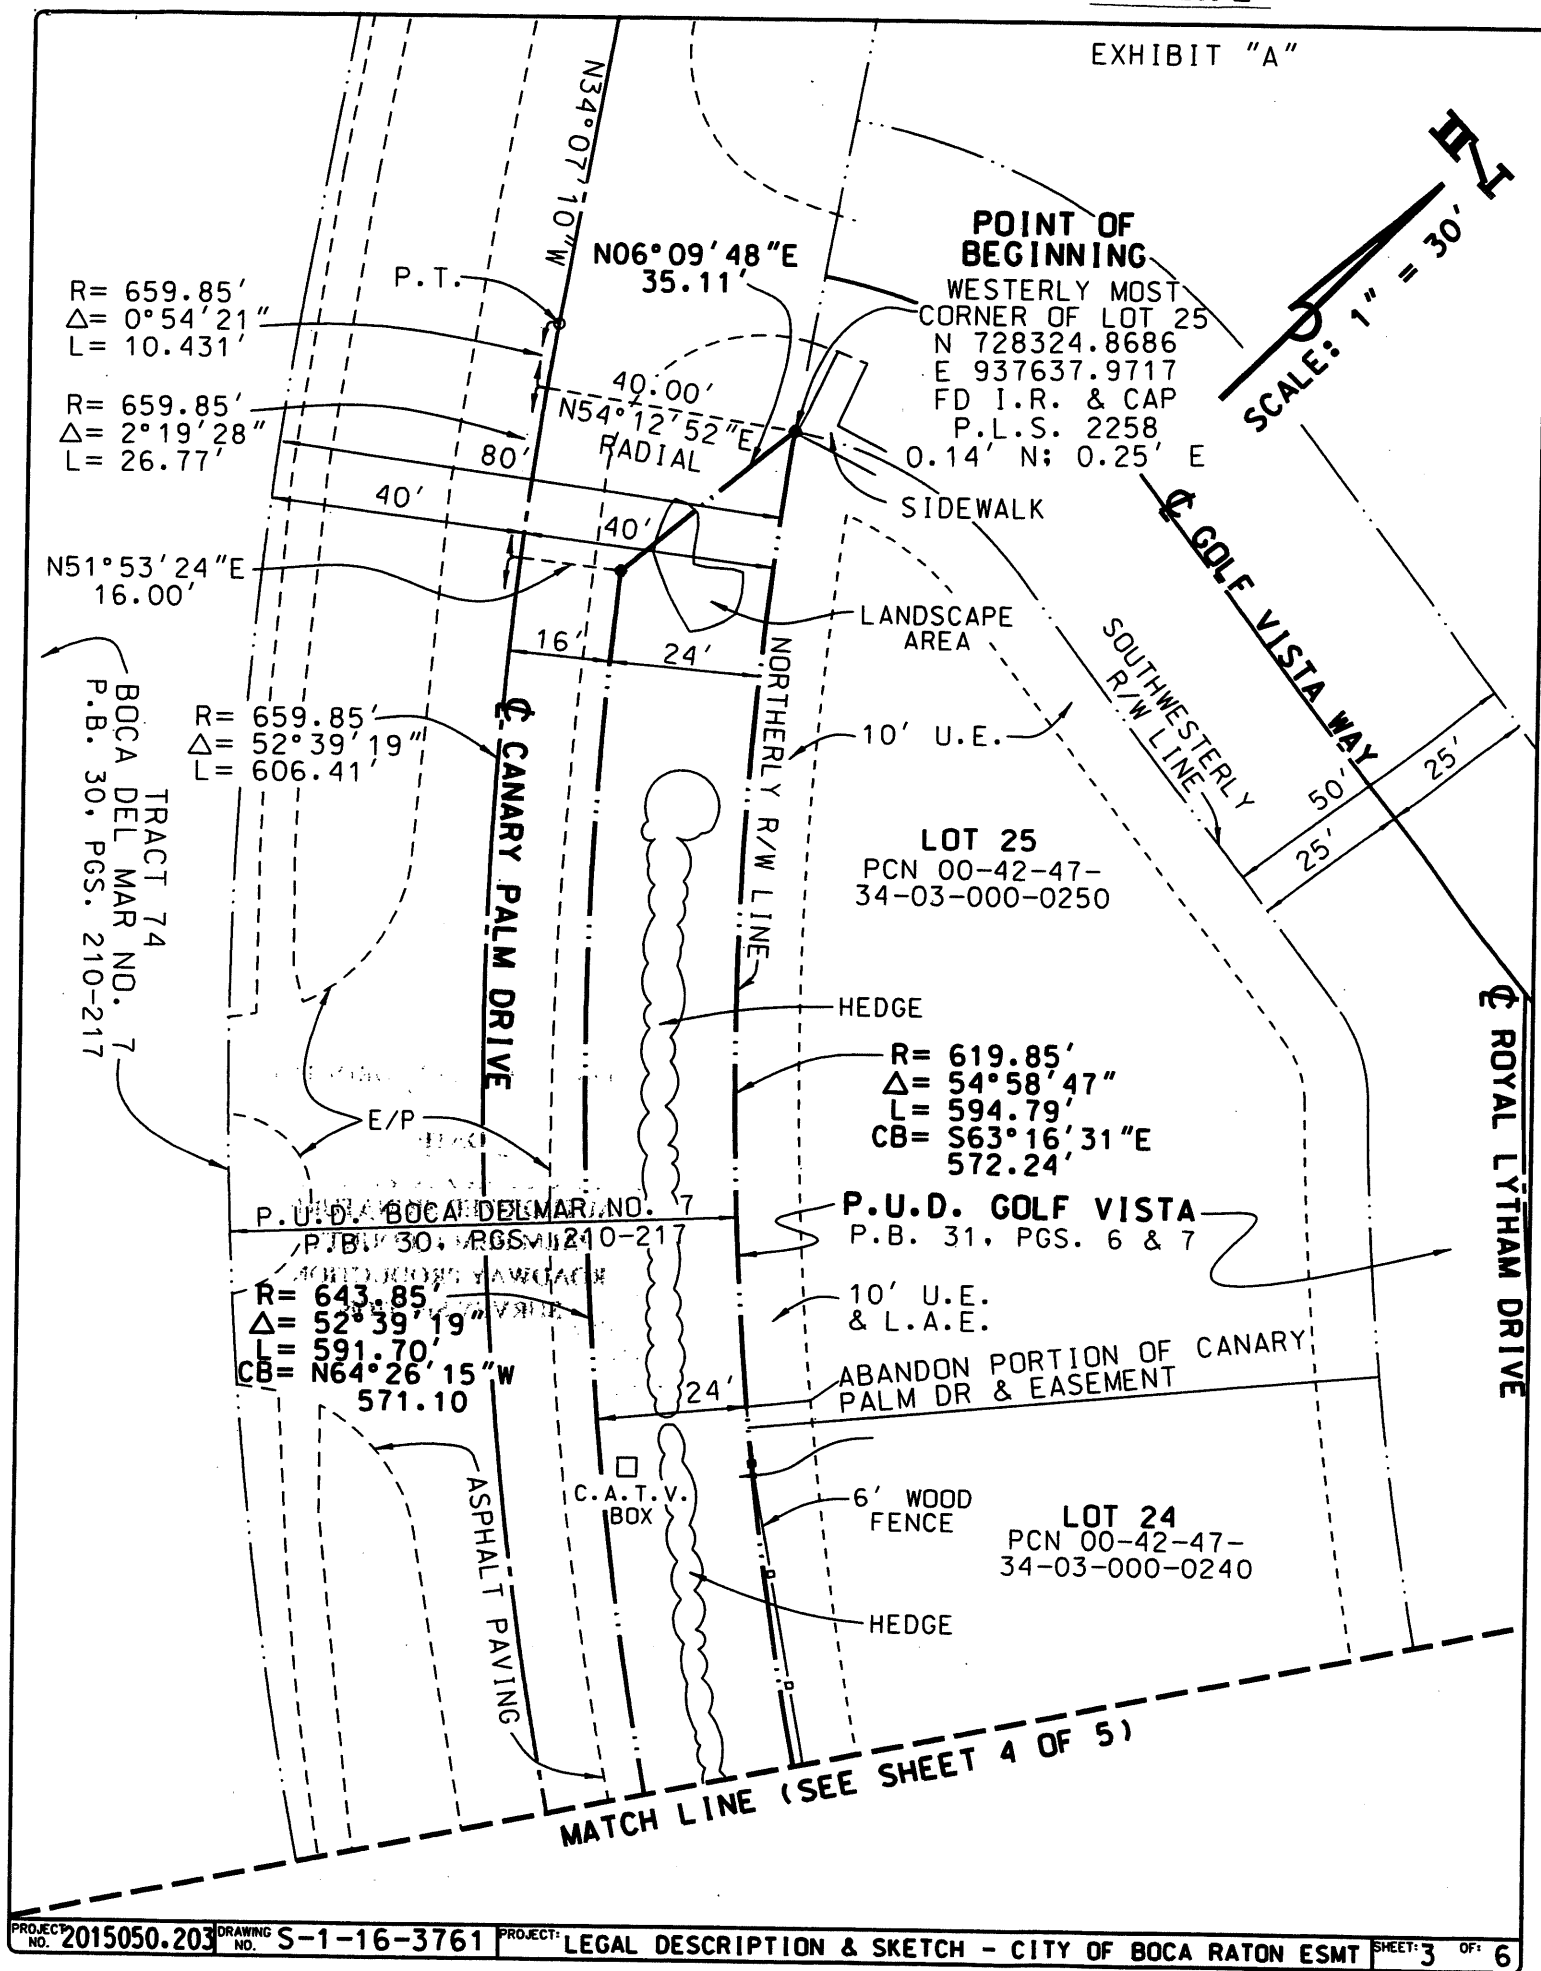 EXHIBIT "A"
N34°07'10"W
SCALE: 1" = 30'
POINT OF
BEGINNING
WESTERLY MOST
CORNER OF LOT 25
N 728324.8686
E 937637.9717
FD I.R. & CAP
P.L.S. 2258
0.14' N; 0.25' E
N06°09'48"E
35.11'
P.T.
R= 659.85'
Δ= 0°54'21"
L= 10.431'
R= 659.85'
Δ= 2°19'28"
L= 26.77'
40.00'
N54°12'52"E
RADIAL
80'
40'
40'
SIDEWALK
℄ GOLF VISTA WAY
N51°53'24"E
16.00'
LANDSCAPE
AREA
16'
24'
NORTHERLY R/W LINE
SOUTHWESTERLY
R/W LINE
TRACT 74
BOCA DEL MAR NO. 7
P.B. 30, PGS. 210-217
R= 659.85'
Δ= 52°39'19"
L= 606.41'
℄ CANARY PALM DRIVE
10' U.E.
50'
25'
25'
LOT 25
PCN 00-42-47-
34-03-000-0250
HEDGE
℄ ROYAL LYTHAM DRIVE
R= 619.85'
Δ= 54°58'47"
L= 594.79'
CB= S63°16'31"E
572.24'
E/P
P.U.D. BOCA DELMAR NO. 7
P.B. 30, PGS. 210-217
P.U.D. GOLF VISTA
P.B. 31, PGS. 6 & 7
R= 643.85'
Δ= 52°39'19"
L= 591.70'
CB= N64°26'15"W
571.10
10' U.E.
& L.A.E.
24'
ABANDON PORTION OF CANARY
PALM DR & EASEMENT
ASPHALT PAVING
C.A.T.V.
BOX
6' WOOD
FENCE
LOT 24
PCN 00-42-47-
34-03-000-0240
HEDGE
MATCH LINE (SEE SHEET 4 OF 5)
PROJECT NO. 2015050.203 DRAWING NO. S-1-16-3761 PROJECT: LEGAL DESCRIPTION & SKETCH - CITY OF BOCA RATON ESMT SHEET: 3 OF: 6